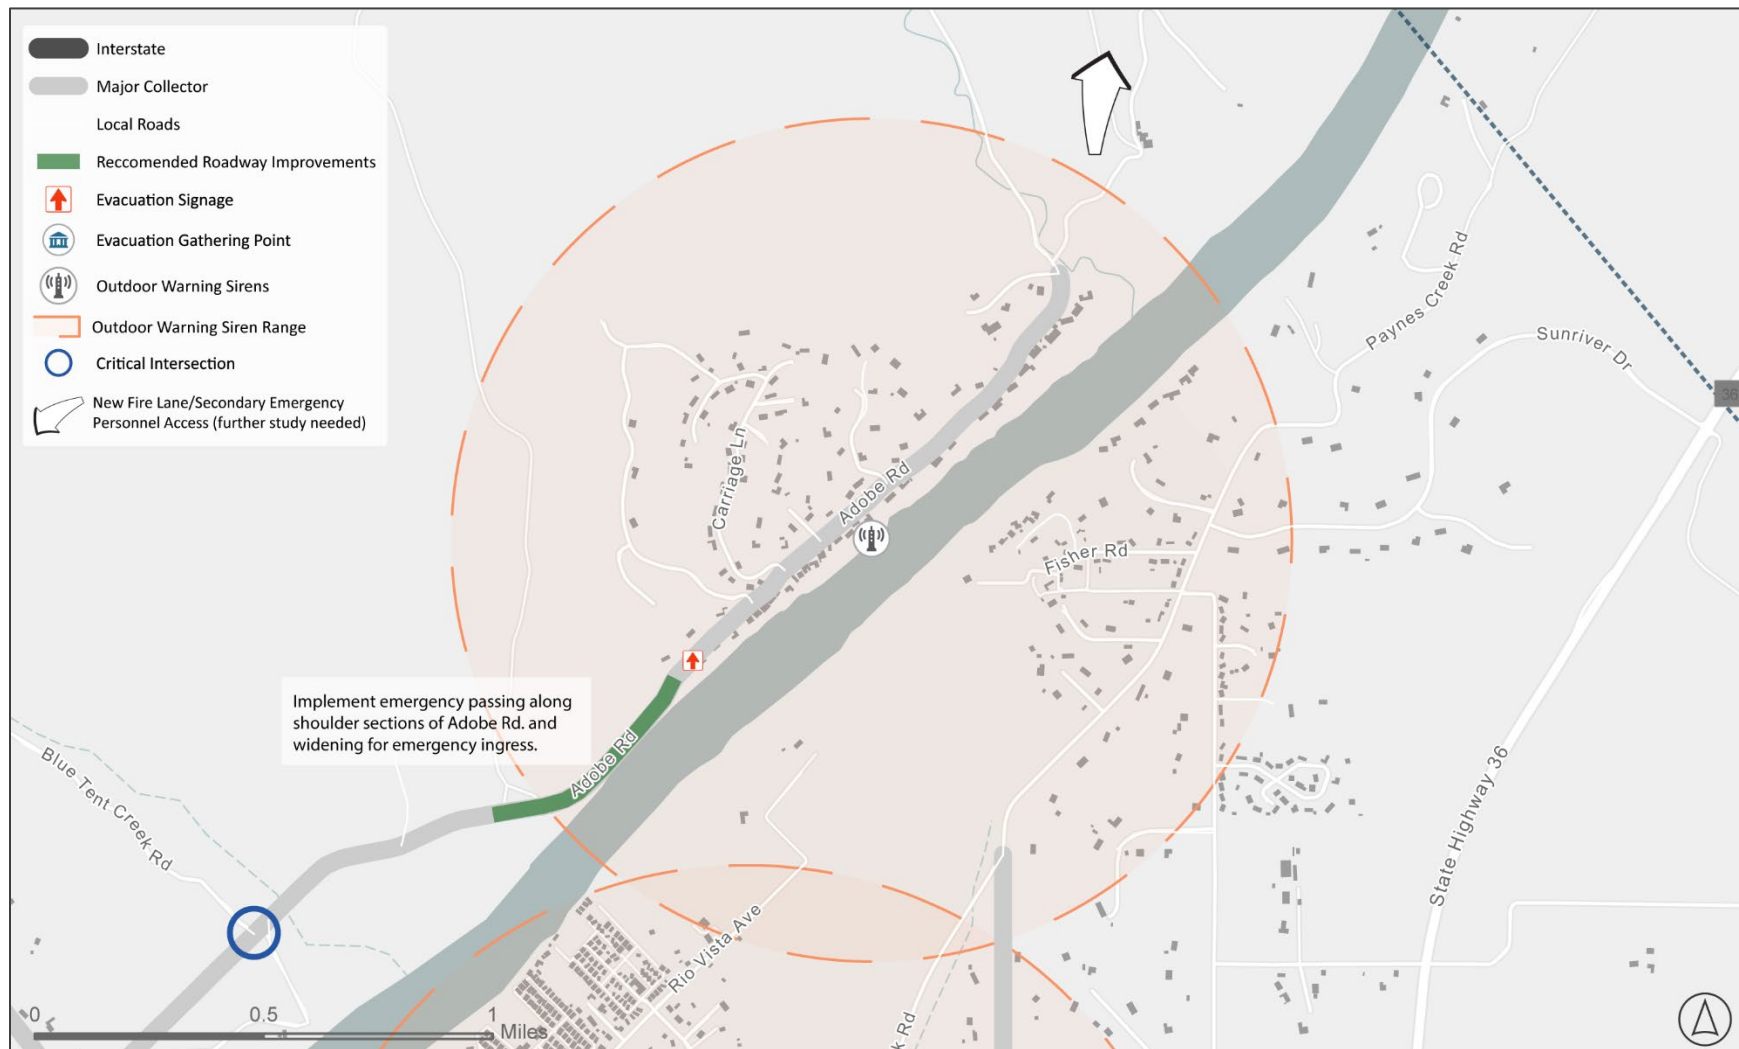 Interstate
Major Collector
Local Roads
Reccomended Roadway Improvements
Evacuation Signage
Evacuation Gathering Point
Outdoor Warning Sirens
Outdoor Warning Siren Range
Critical Intersection
New Fire Lane/Secondary Emergency
Personnel Access (further study needed)
Paynes Creek Rd
Sunriver Dr
36
Carriage Ln
Adobe Rd
Fisher Rd
Implement emergency passing along
shoulder sections of Adobe Rd. and
widening for emergency ingress.
Adobe Rd
Blue Tent Creek Rd
State Highway 36
Rio Vista Ave
k Rd
0 0.5 1
Miles